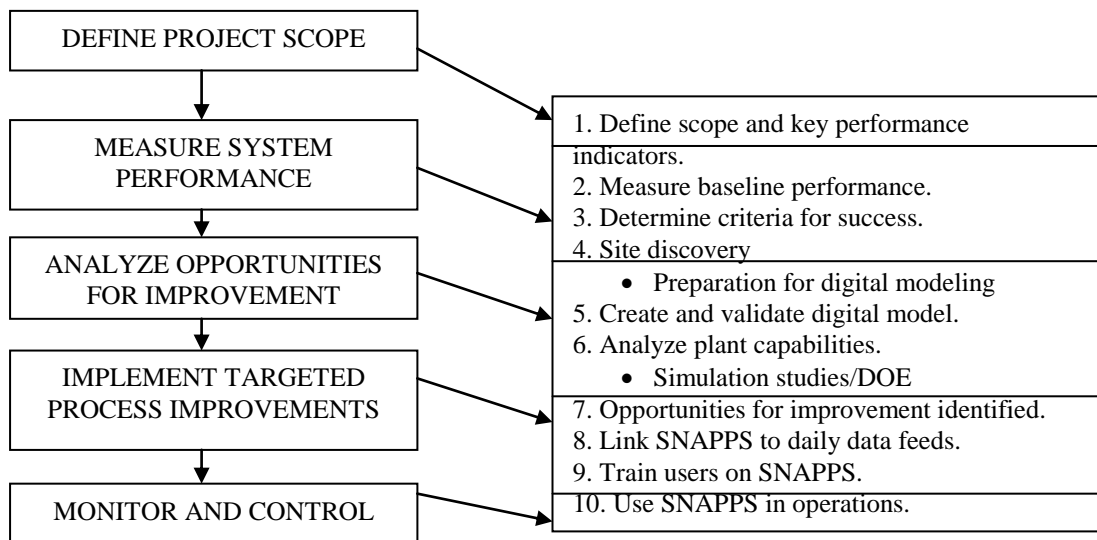 DEFINE PROJECT SCOPE
MEASURE SYSTEM
PERFORMANCE
ANALYZE OPPORTUNITIES
FOR IMPROVEMENT
IMPLEMENT TARGETED
PROCESS IMPROVEMENTS
MONITOR AND CONTROL
1. Define scope and key performance
indicators.
2. Measure baseline performance.
3. Determine criteria for success.
4. Site discovery
• Preparation for digital modeling
5. Create and validate digital model.
6. Analyze plant capabilities.
• Simulation studies/DOE
7. Opportunities for improvement identified.
8. Link SNAPPS to daily data feeds.
9. Train users on SNAPPS.
10. Use SNAPPS in operations.